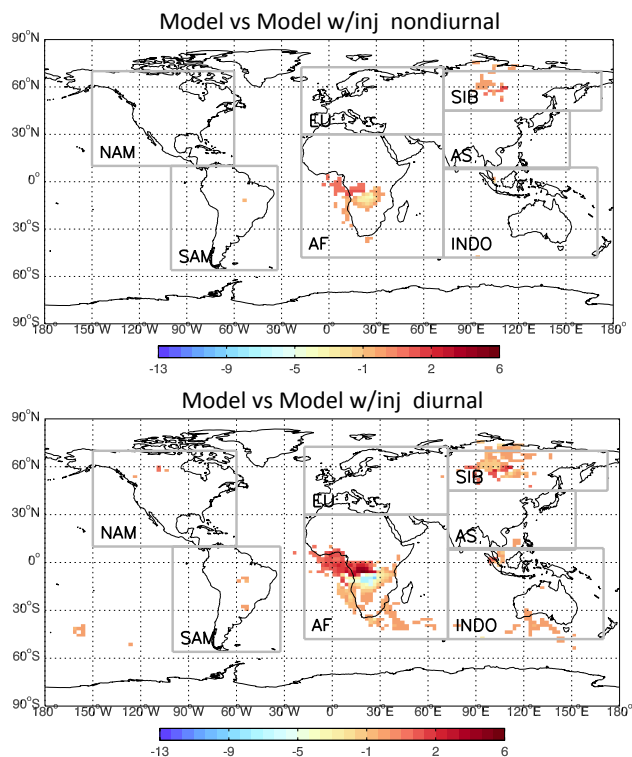 Model vs Model w/inj nondiurnal
90°N
60°N
30°N
0°
30°S
60°S
90°S
NAM
SAM
EU
AF
SIB
AS
INDO
180° 150°W 120°W 90°W 60°W 30°W 0° 30°E 60°E 90°E 120°E 150°E 180°
-13 -9 -5 -1 2 6
Model vs Model w/inj diurnal
90°N
60°N
30°N
0°
30°S
60°S
90°S
NAM
SAM
EU
AF
SIB
AS
INDO
180° 150°W 120°W 90°W 60°W 30°W 0° 30°E 60°E 90°E 120°E 150°E 180°
-13 -9 -5 -1 2 6